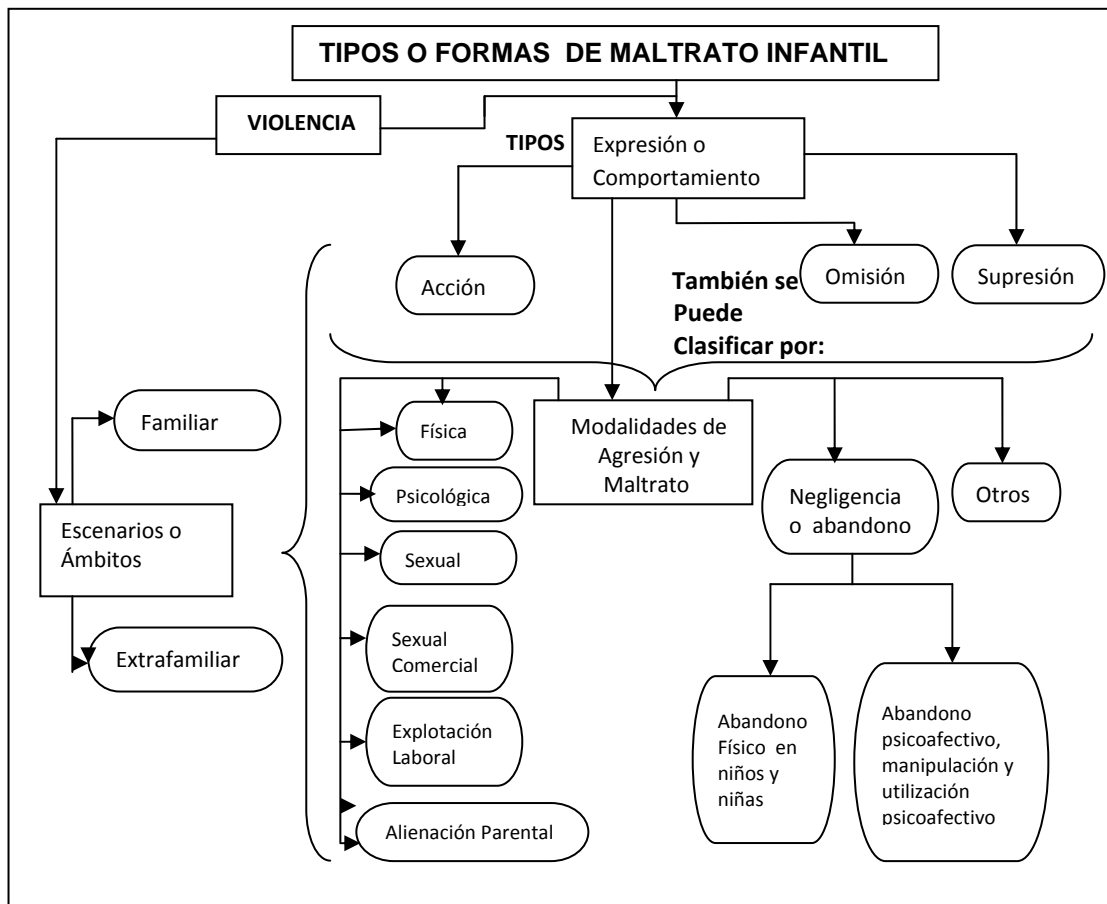 TIPOS O FORMAS DE MALTRATO INFANTIL
VIOLENCIA
TIPOS
Expresión o
Comportamiento
Acción
También se
Puede
Clasificar por:
Omisión
Supresión
Familiar
Escenarios o
Ámbitos
Extrafamiliar
Física
Psicológica
Sexual
Sexual
Comercial
Explotación
Laboral
Alienación Parental
Modalidades de
Agresión y
Maltrato
Negligencia
o abandono
Otros
Abandono
Físico en
niños y
niñas
Abandono
psicoafectivo,
manipulación y
utilización
psicoafectivo